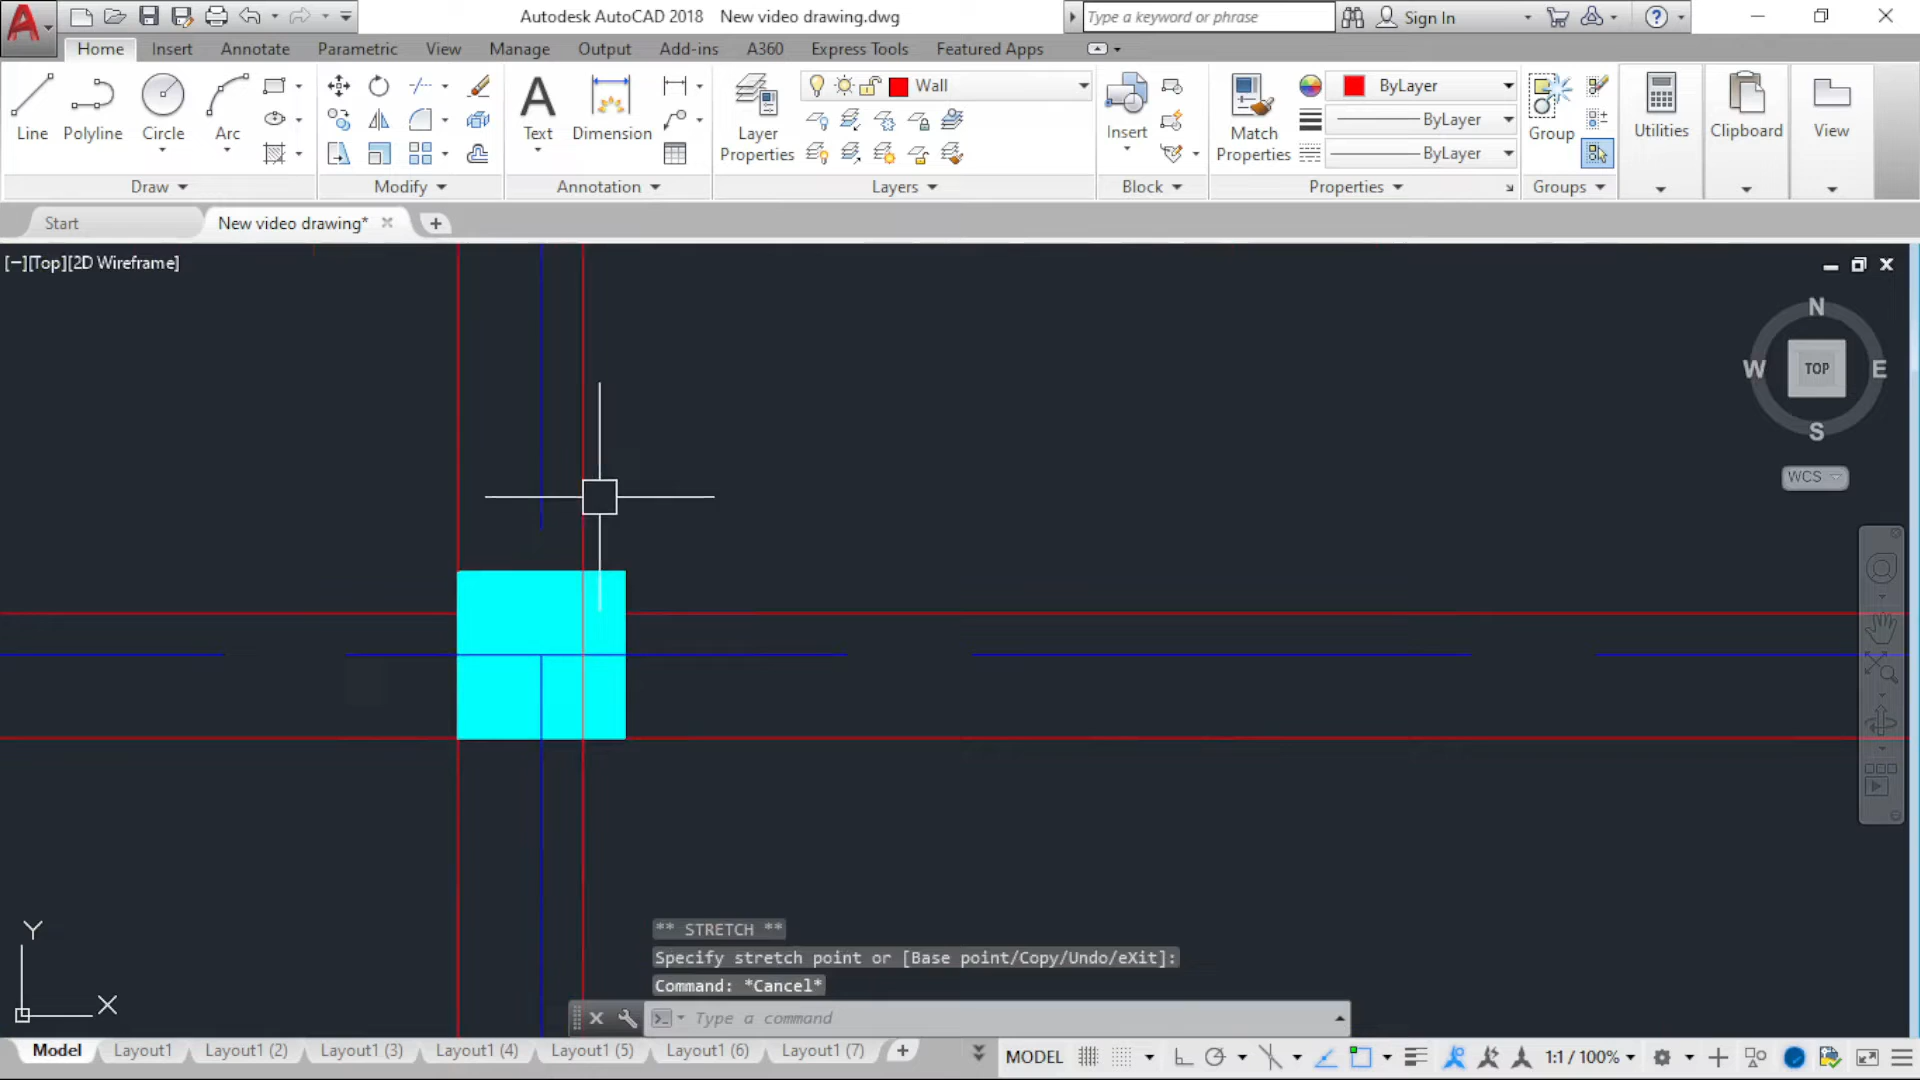 Autodesk AutoCAD 2018 New video drawing.dwg
Type a keyword or phrase
Sign In
Home Insert Annotate Parametric View Manage Output Add-ins A360 Express Tools Featured Apps
Line Polyline Circle Arc
Text Dimension
Layer Properties
Wall
Insert
Match Properties
ByLayer
ByLayer
ByLayer
Group
Utilities
Clipboard
View
Draw Modify Annotation Layers Block Properties Groups
Start New video drawing*
[−][Top][2D Wireframe]
N
W TOP E
S
WCS
Y
X
** STRETCH **
Specify stretch point or [Base point/Copy/Undo/eXit]:
Command: *Cancel*
Type a command
Model Layout1 Layout1 (2) Layout1 (3) Layout1 (4) Layout1 (5) Layout1 (6) Layout1 (7)
MODEL 1:1 / 100%